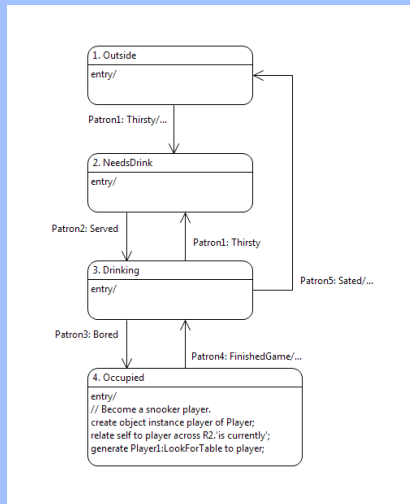 1. Outside
entry/
Patron1: Thirsty/...
2. NeedsDrink
entry/
Patron2: Served
Patron1: Thirsty
3. Drinking
entry/
Patron5: Sated/...
Patron3: Bored
Patron4: FinishedGame/...
4. Occupied
entry/
// Become a snooker player.
create object instance player of Player;
relate self to player across R2.'is currently';
generate Player1:LookForTable to player;